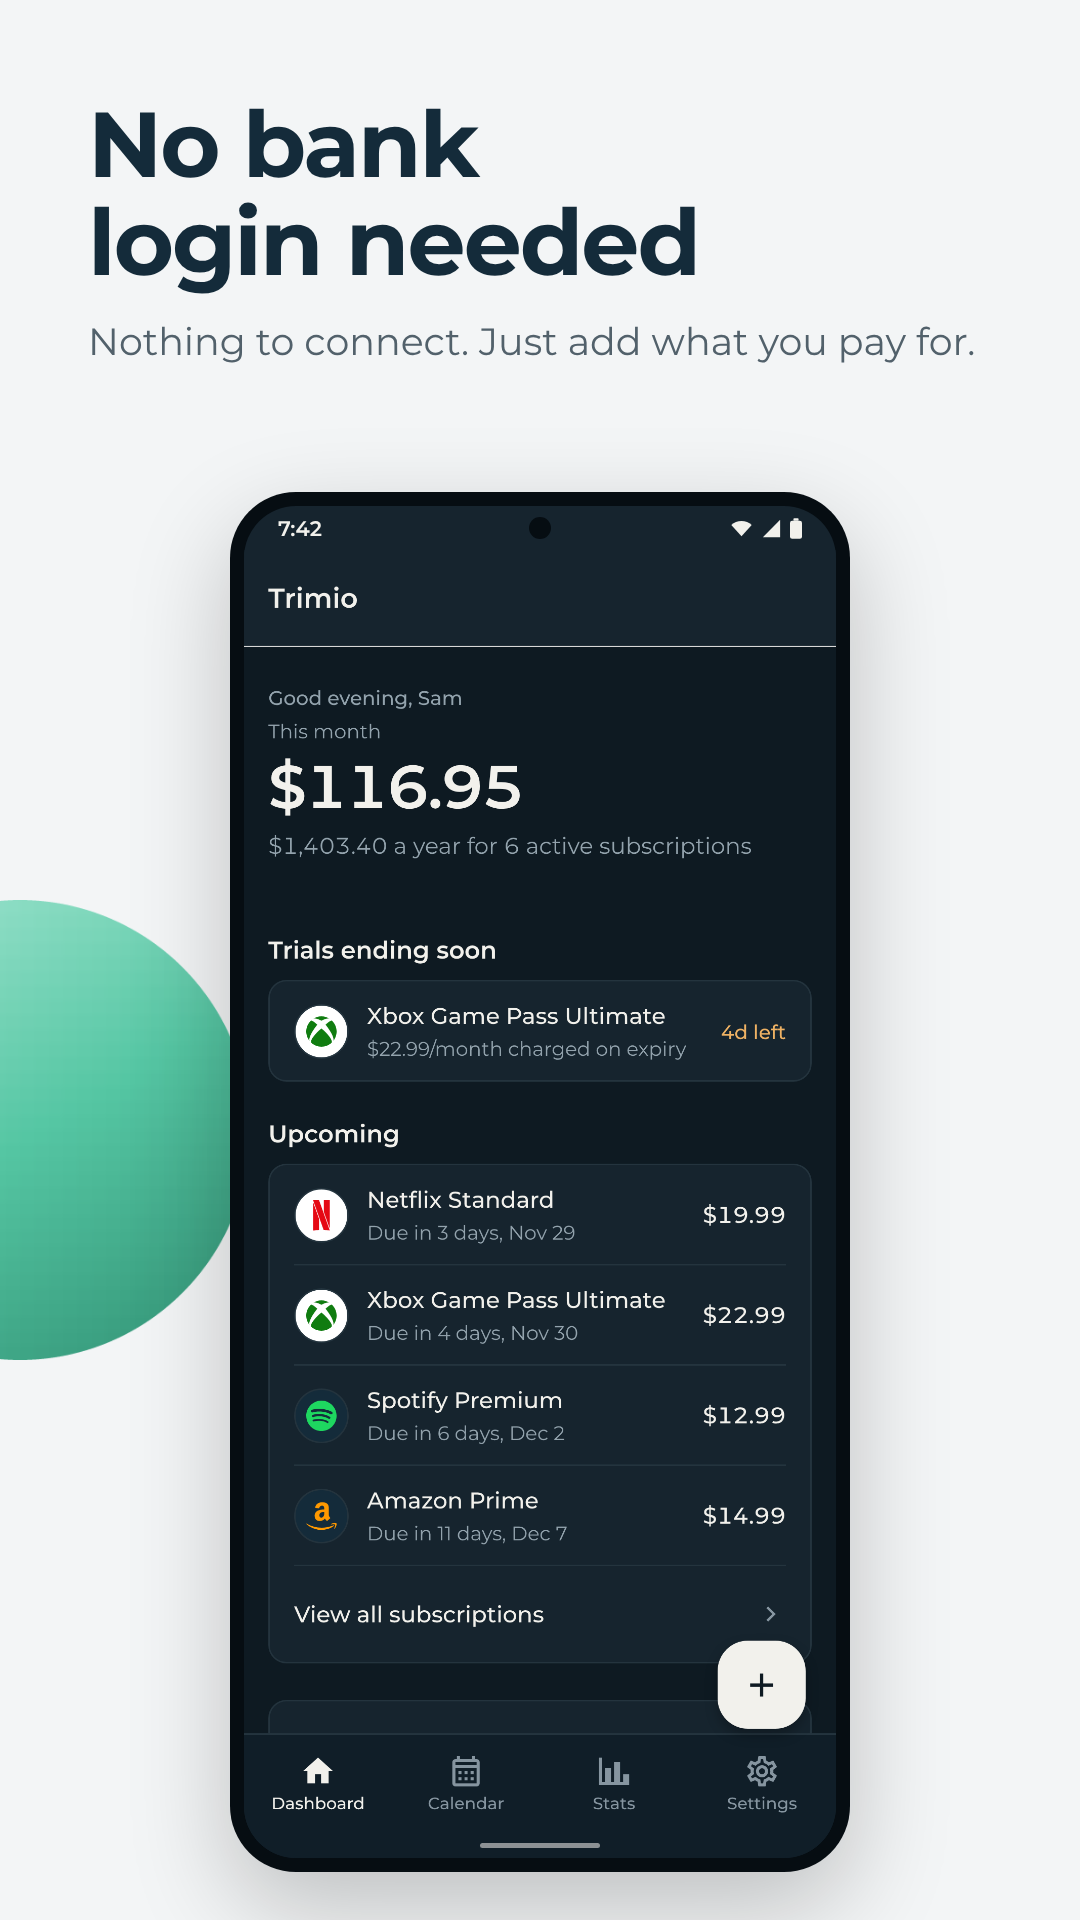 No bank
login needed
Nothing to connect. Just add what you pay for.
7:42
Trimio
Good evening, Sam
This month
$116.95
$1,403.40 a year for 6 active subscriptions
Trials ending soon
Xbox Game Pass Ultimate
$22.99/month charged on expiry
4d left
Upcoming
Netflix Standard
Due in 3 days, Nov 29
$19.99
Xbox Game Pass Ultimate
Due in 4 days, Nov 30
$22.99
Spotify Premium
Due in 6 days, Dec 2
$12.99
Amazon Prime
Due in 11 days, Dec 7
$14.99
View all subscriptions
Dashboard
Calendar
Stats
Settings